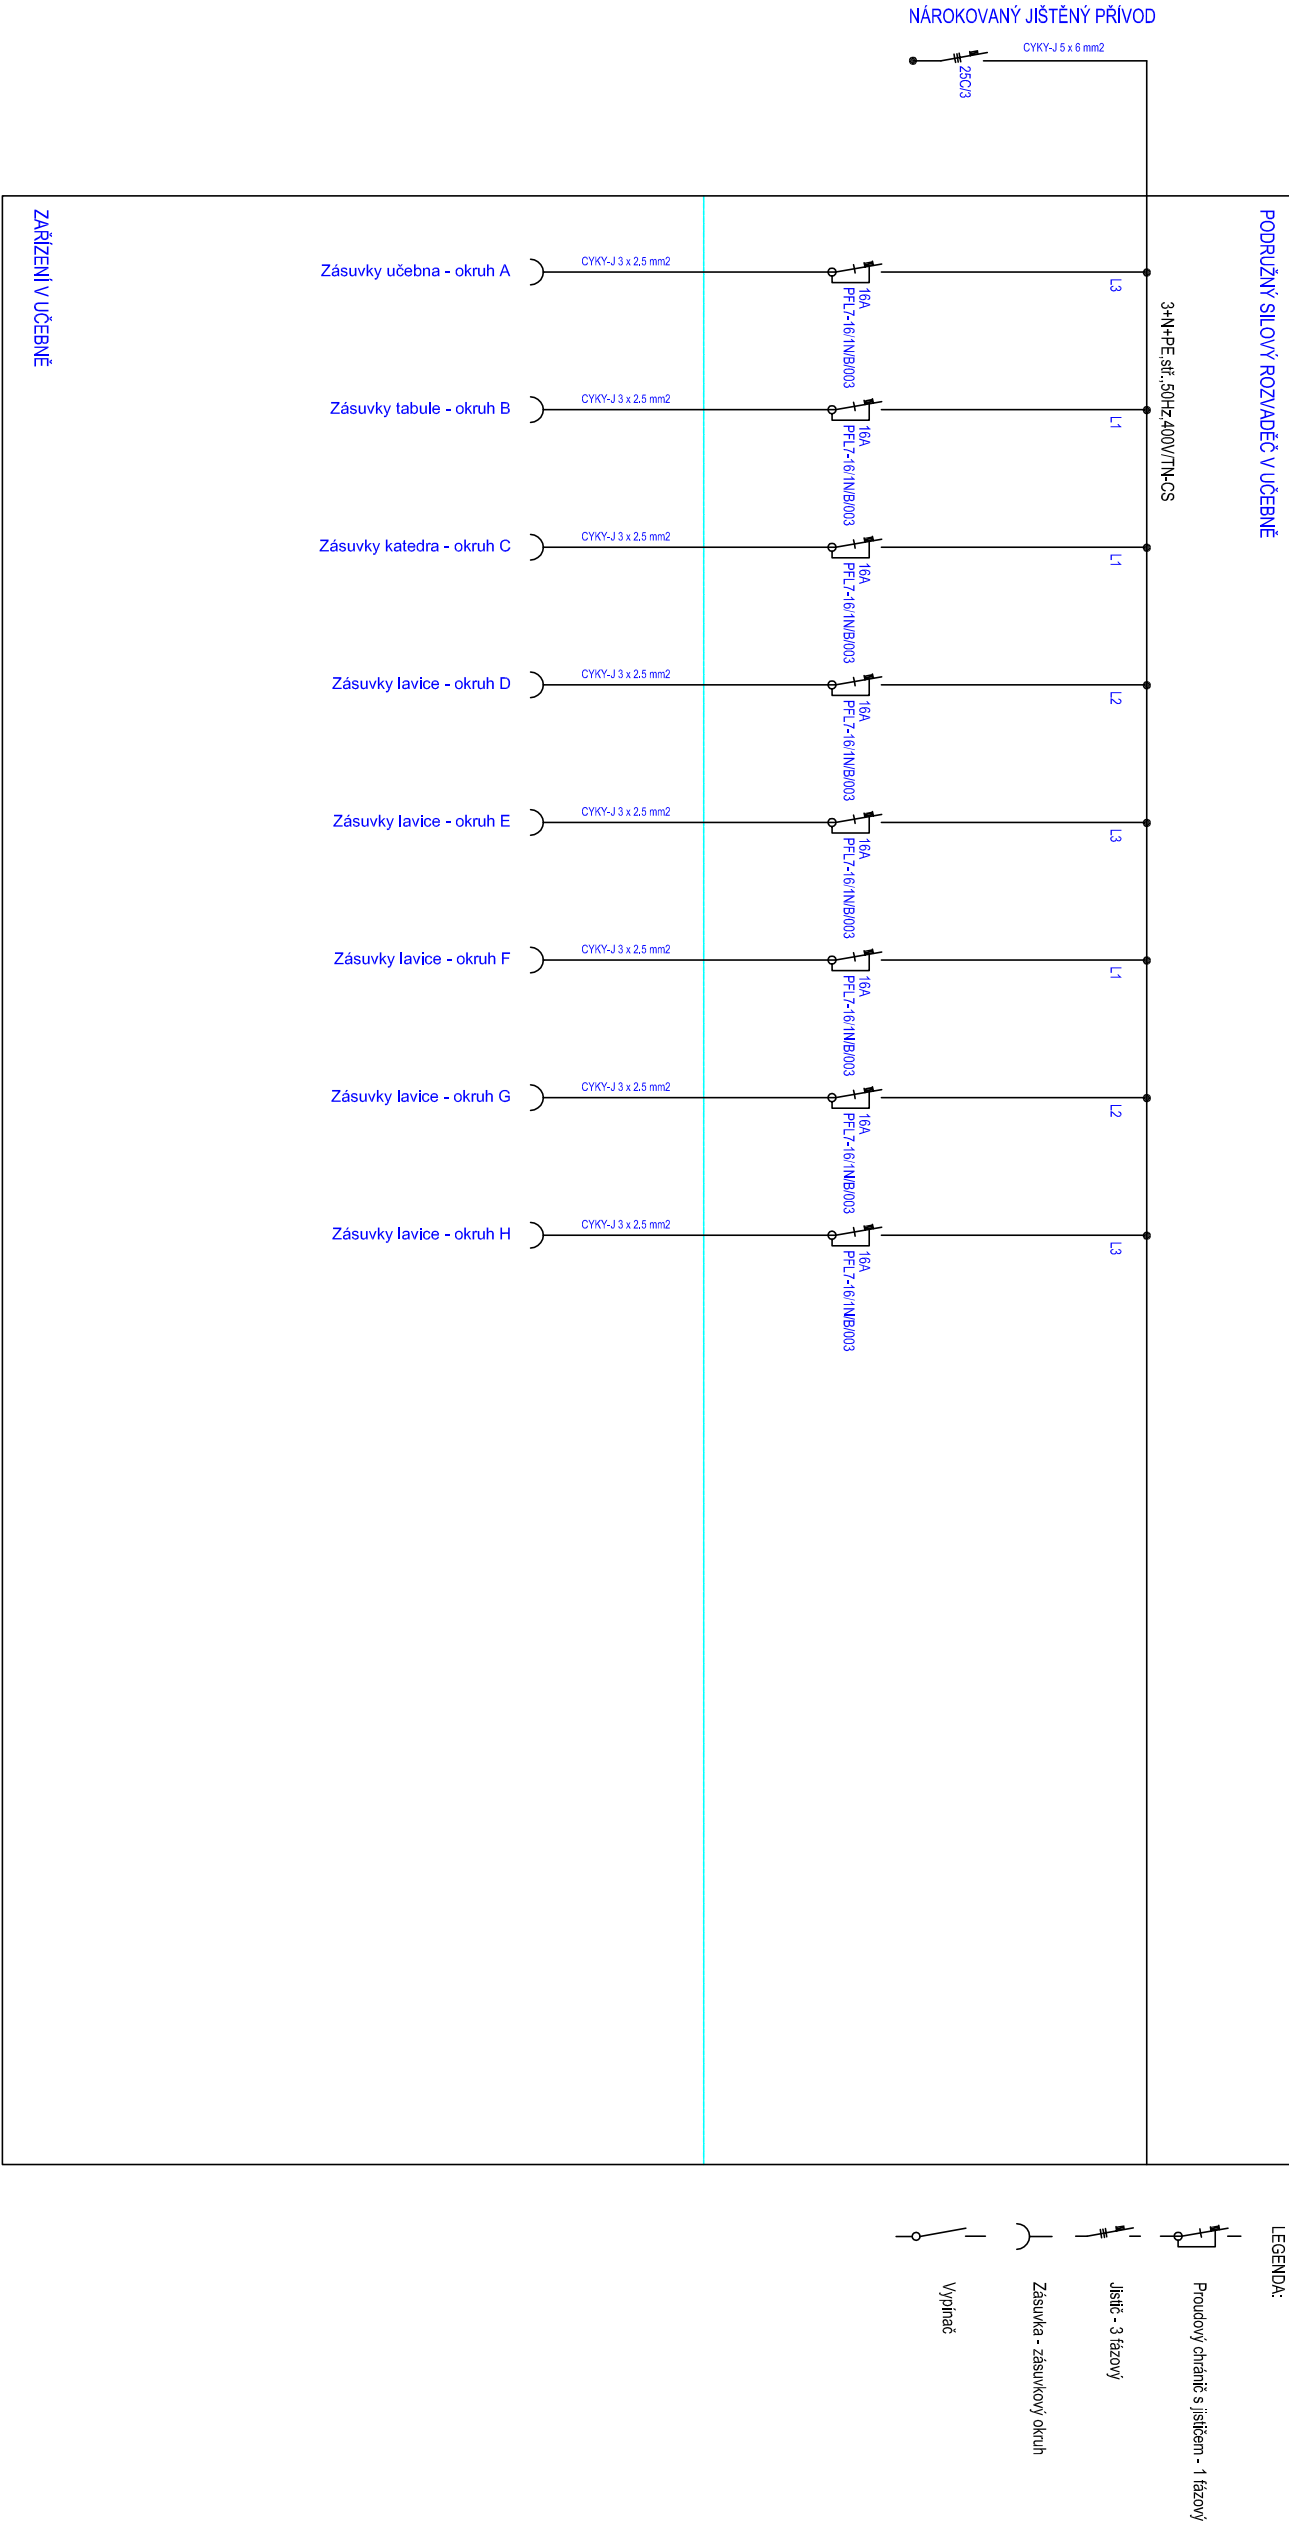 NÁROKOVANÝ JIŠTĚNÝ PŘÍVOD
CYKY-J 5 x 6 mm2
25C/3
PODRUŽNÝ SILOVÝ ROZVADĚČ V UČEBNĚ
3+N+PE,stř.,50Hz,400V/TN-CS
ZAŘÍZENÍ V UČEBNĚ
Zásuvky učebna - okruh A
CYKY-J 3 x 2.5 mm2
16A
PFL7-16/1N/B/003
L3
Zásuvky tabule - okruh B
CYKY-J 3 x 2.5 mm2
16A
PFL7-16/1N/B/003
L1
Zásuvky katedra - okruh C
CYKY-J 3 x 2.5 mm2
16A
PFL7-16/1N/B/003
L1
Zásuvky lavice - okruh D
CYKY-J 3 x 2.5 mm2
16A
PFL7-16/1N/B/003
L2
Zásuvky lavice - okruh E
CYKY-J 3 x 2.5 mm2
16A
PFL7-16/1N/B/003
L3
Zásuvky lavice - okruh F
CYKY-J 3 x 2.5 mm2
16A
PFL7-16/1N/B/003
L1
Zásuvky lavice - okruh G
CYKY-J 3 x 2.5 mm2
16A
PFL7-16/1N/B/003
L2
Zásuvky lavice - okruh H
CYKY-J 3 x 2.5 mm2
16A
PFL7-16/1N/B/003
L3
LEGENDA:
Proudový chránič s jističem - 1 fázový
Jistič - 3 fázový
Zásuvka - zásuvkový okruh
Vypínač